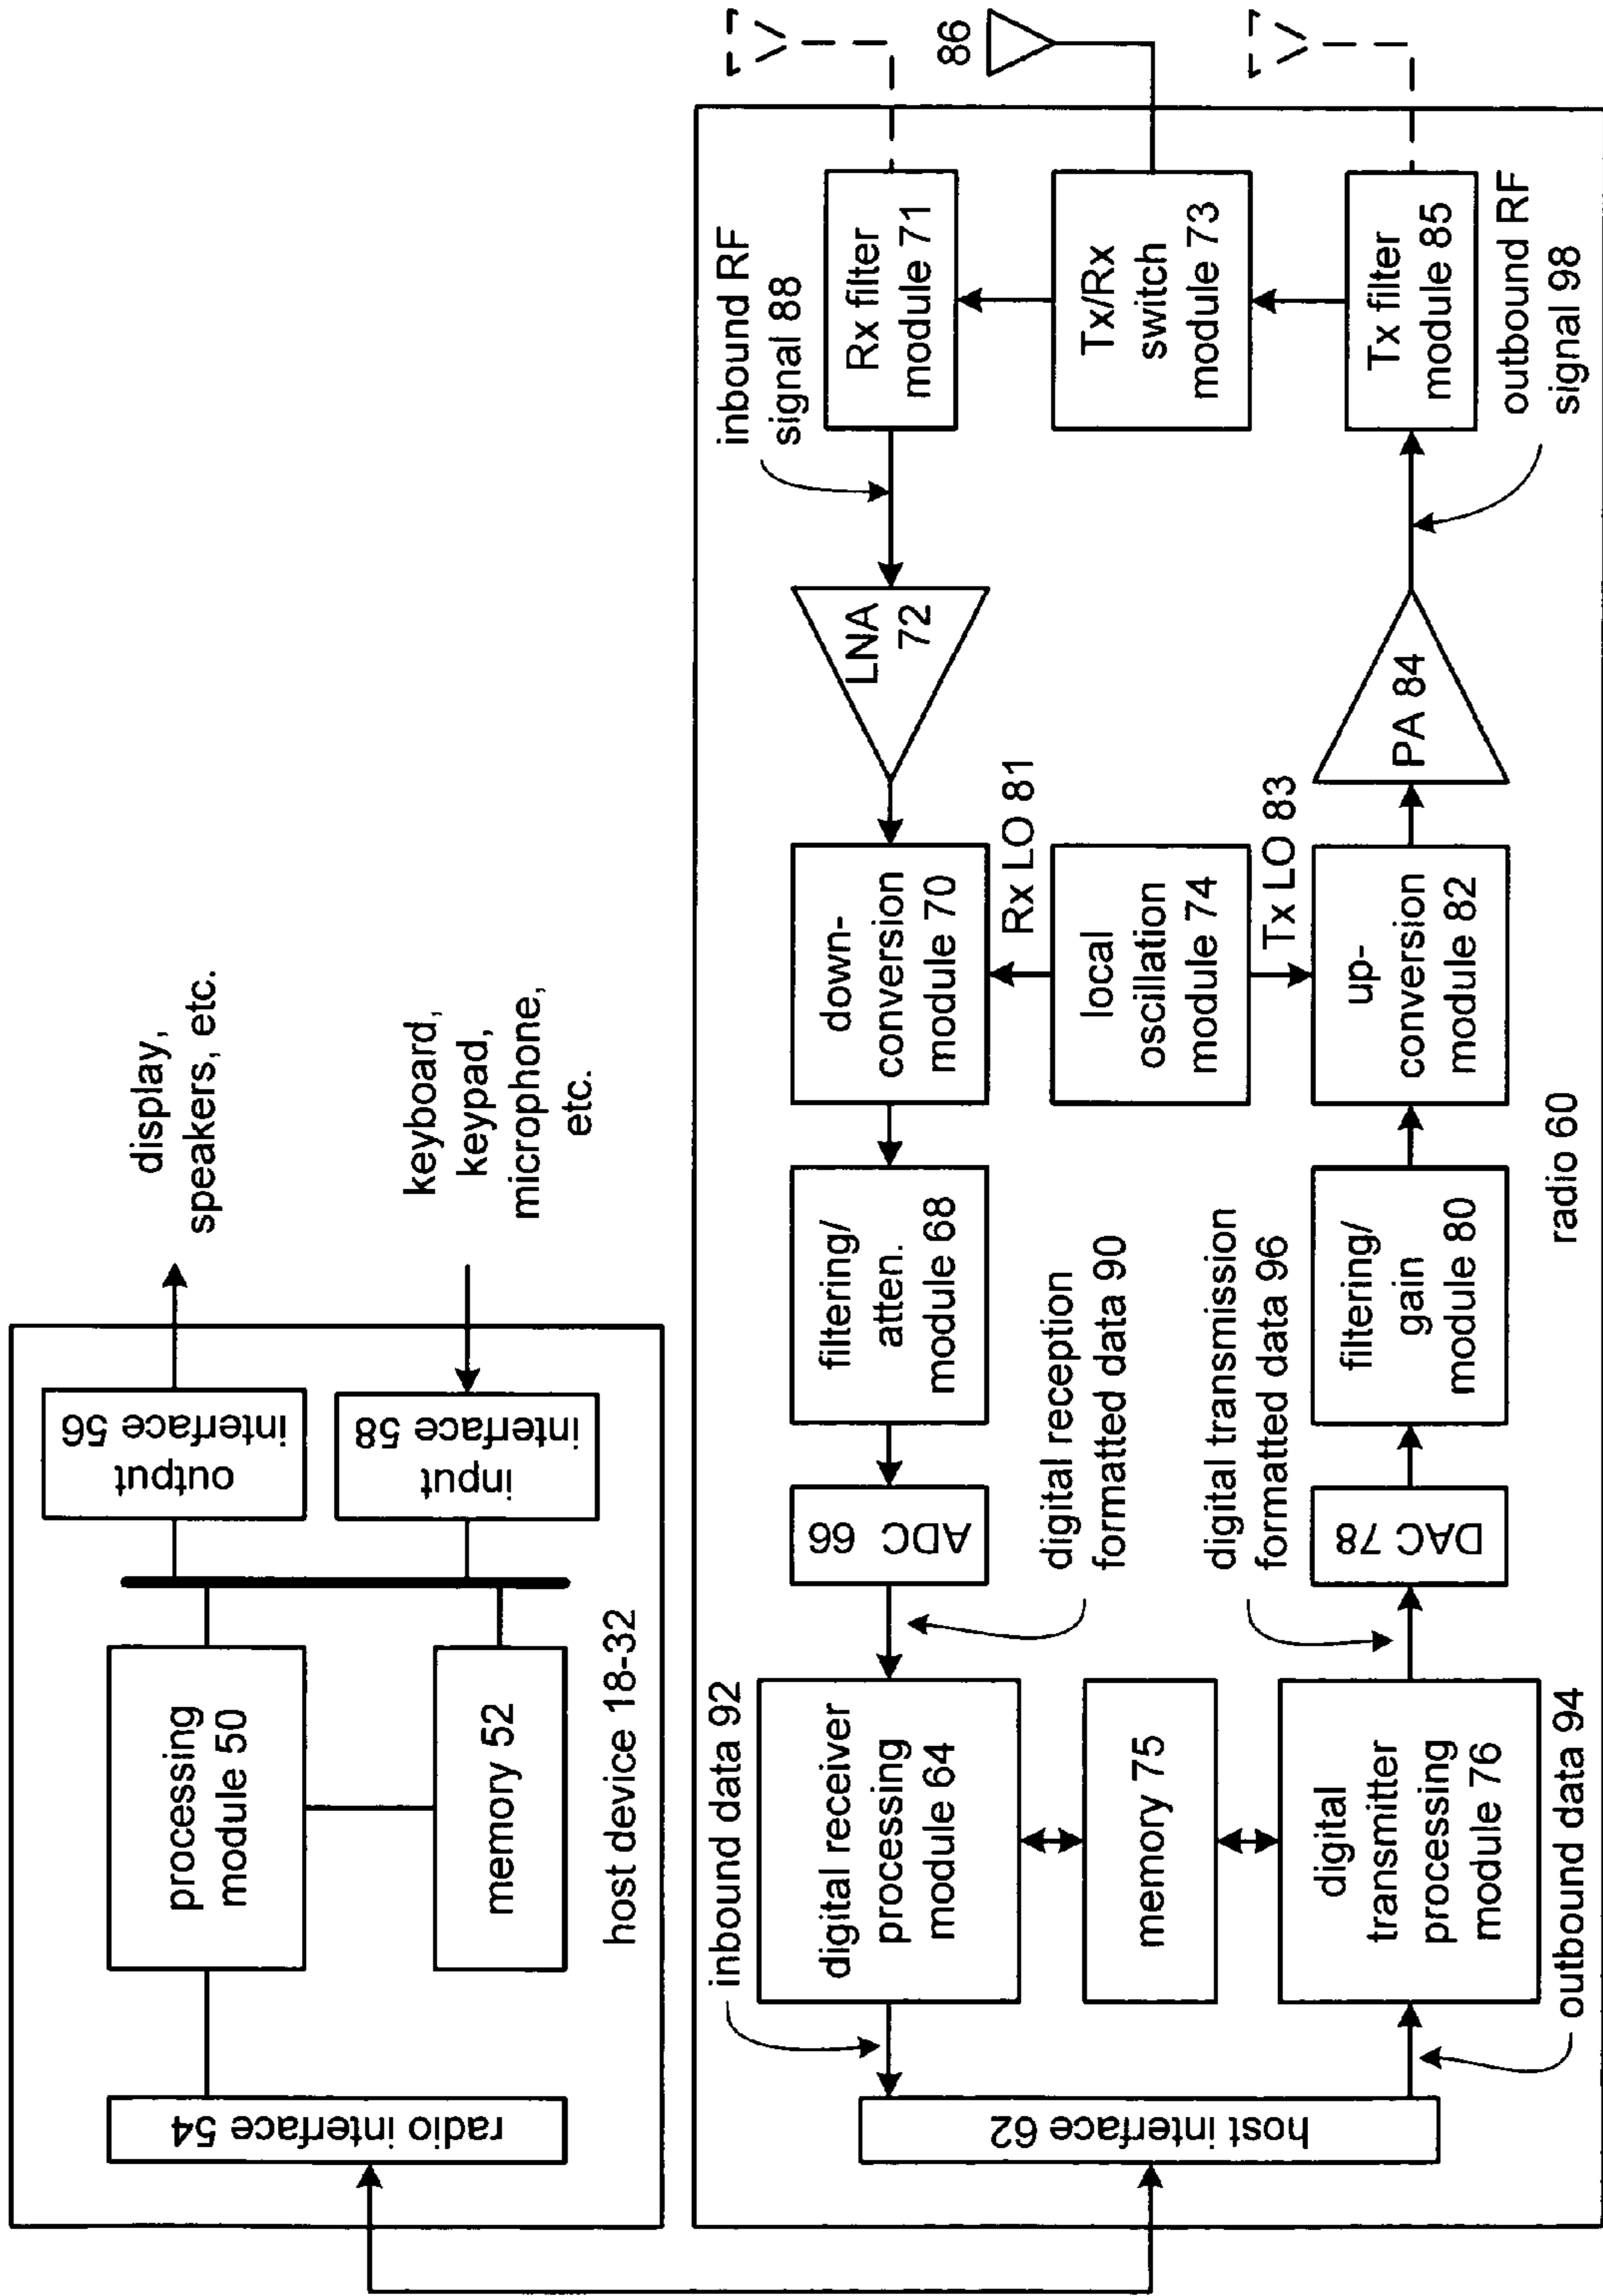 radio interface 54
processing
module 50
memory 52
output
interface 56
input
interface 58
display,
speakers, etc.
keyboard,
keypad,
microphone,
etc.
host device 18-32
host interface 62
inbound data 92
digital receiver
processing
module 64
memory 75
digital
transmitter
processing
module 76
outbound data 94
ADC 66
digital reception
formatted data 90
digital transmission
formatted data 96
DAC 78
filtering/
atten.
module 68
filtering/
gain
module 80
down-
conversion
module 70
Rx LO 81
local
oscillation
module 74
Tx LO 83
up-
conversion
module 82
LNA
72
PA 84
inbound RF
signal 88
Rx filter
module 71
Tx/Rx
switch
module 73
Tx filter
module 85
outbound RF
signal 98
86
radio 60